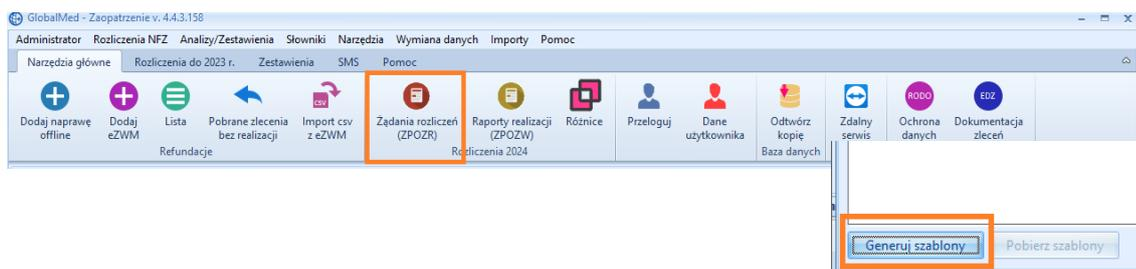 GlobalMed - Zaopatrzenie v. 4.4.3.158
Administrator Rozliczenia NFZ Analizy/Zestawienia Słowniki Narzędzia Wymiana danych Importy Pomoc
Narzędzia główne Rozliczenia do 2023 r. Zestawienia SMS Pomoc
CSV RODO EDZ
Dodaj naprawę Dodaj Lista Pobrane zlecenia Import csv Żądania rozliczeń Raporty realizacji Różnice Przeloguj Dane Odtwórz Zdalny Ochrona Dokumentacja
offline eZWM bez realizacji z eZWM (ZPOZR) (ZPOZW) użytkownika kopię serwis danych zleceń
Refundacje Rozliczenia 2024 Baza danych
Generuj szablony Pobierz szablony